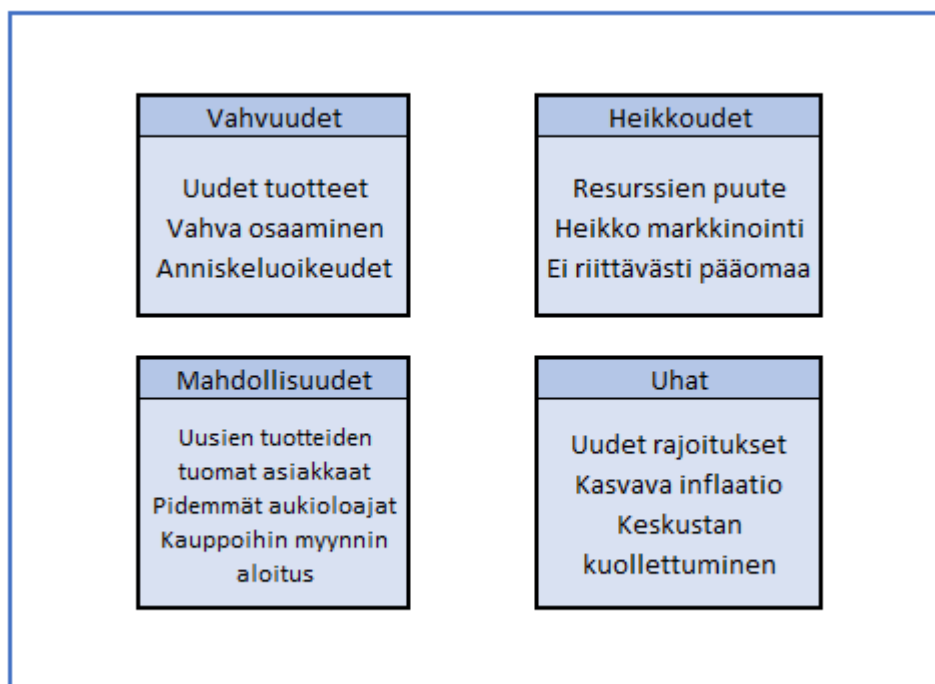 Vahvuudet
Uudet tuotteet
Vahva osaaminen
Anniskeluoikeudet
Heikkoudet
Resurssien puute
Heikko markkinointi
Ei riittävästi pääomaa
Mahdollisuudet
Uusien tuotteiden
tuomat asiakkaat
Pidemmät aukioloajat
Kauppoihin myynnin
aloitus
Uhat
Uudet rajoitukset
Kasvava inflaatio
Keskustan
kuollettuminen